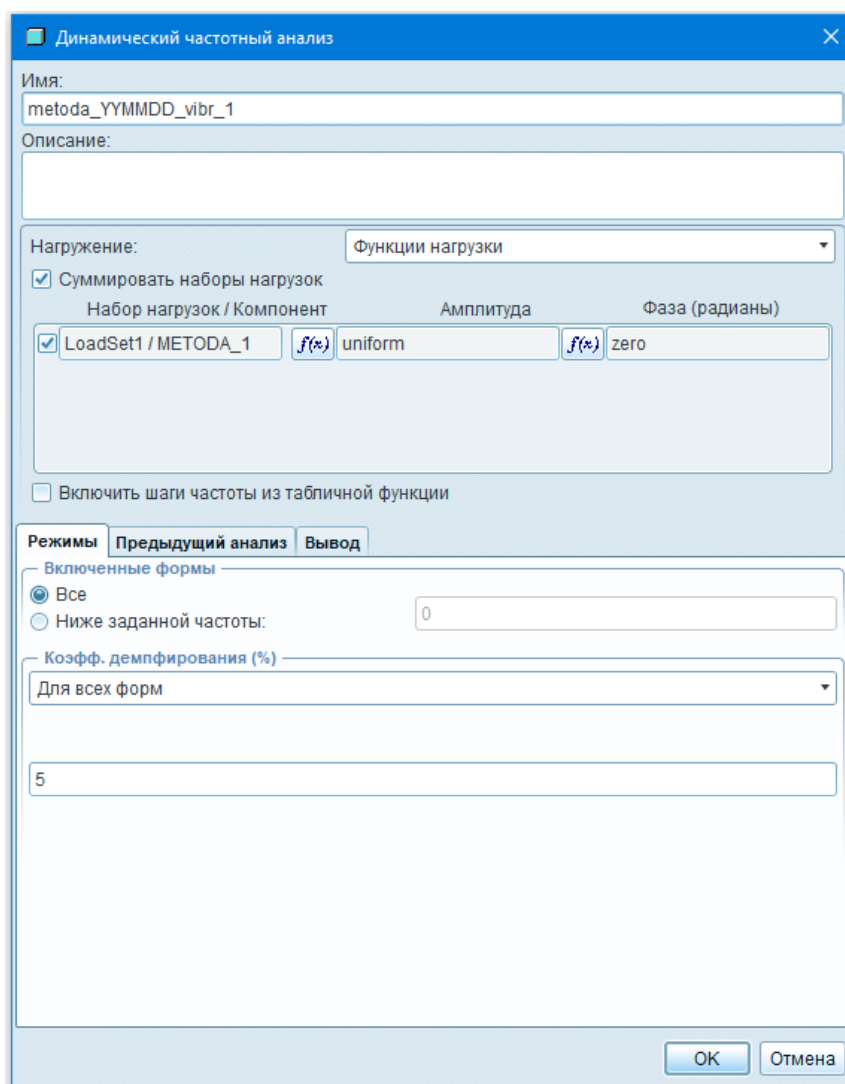 Динамический частотный анализ
Имя:
metoda_YYMMDD_vibr_1
Описание:
Нагружение: Функции нагрузки
Суммировать наборы нагрузок
Набор нагрузок / Компонент Амплитуда Фаза (радианы)
LoadSet1 / METODA_1 f(x) uniform f(x) zero
Включить шаги частоты из табличной функции
Режимы Предыдущий анализ Вывод
Включенные формы
Все
Ниже заданной частоты: 0
Коэфф. демпфирования (%)
Для всех форм
5
OK Отмена